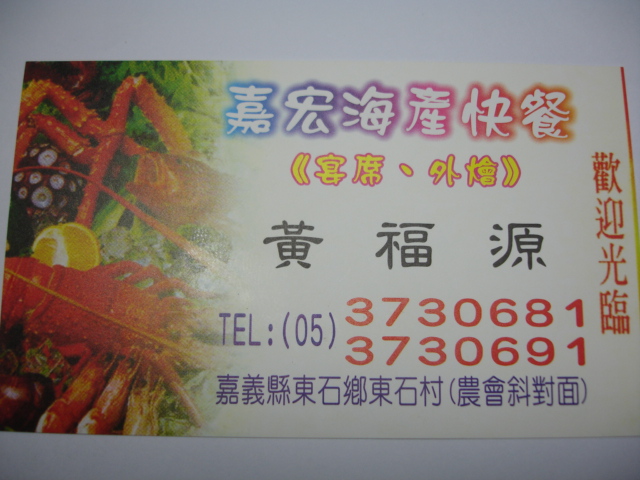 嘉宏海產快餐
《宴席、外燴》
黃福源
TEL:(05) 3730681
3730691
嘉義縣東石鄉東石村(農會斜對面)
歡迎光臨